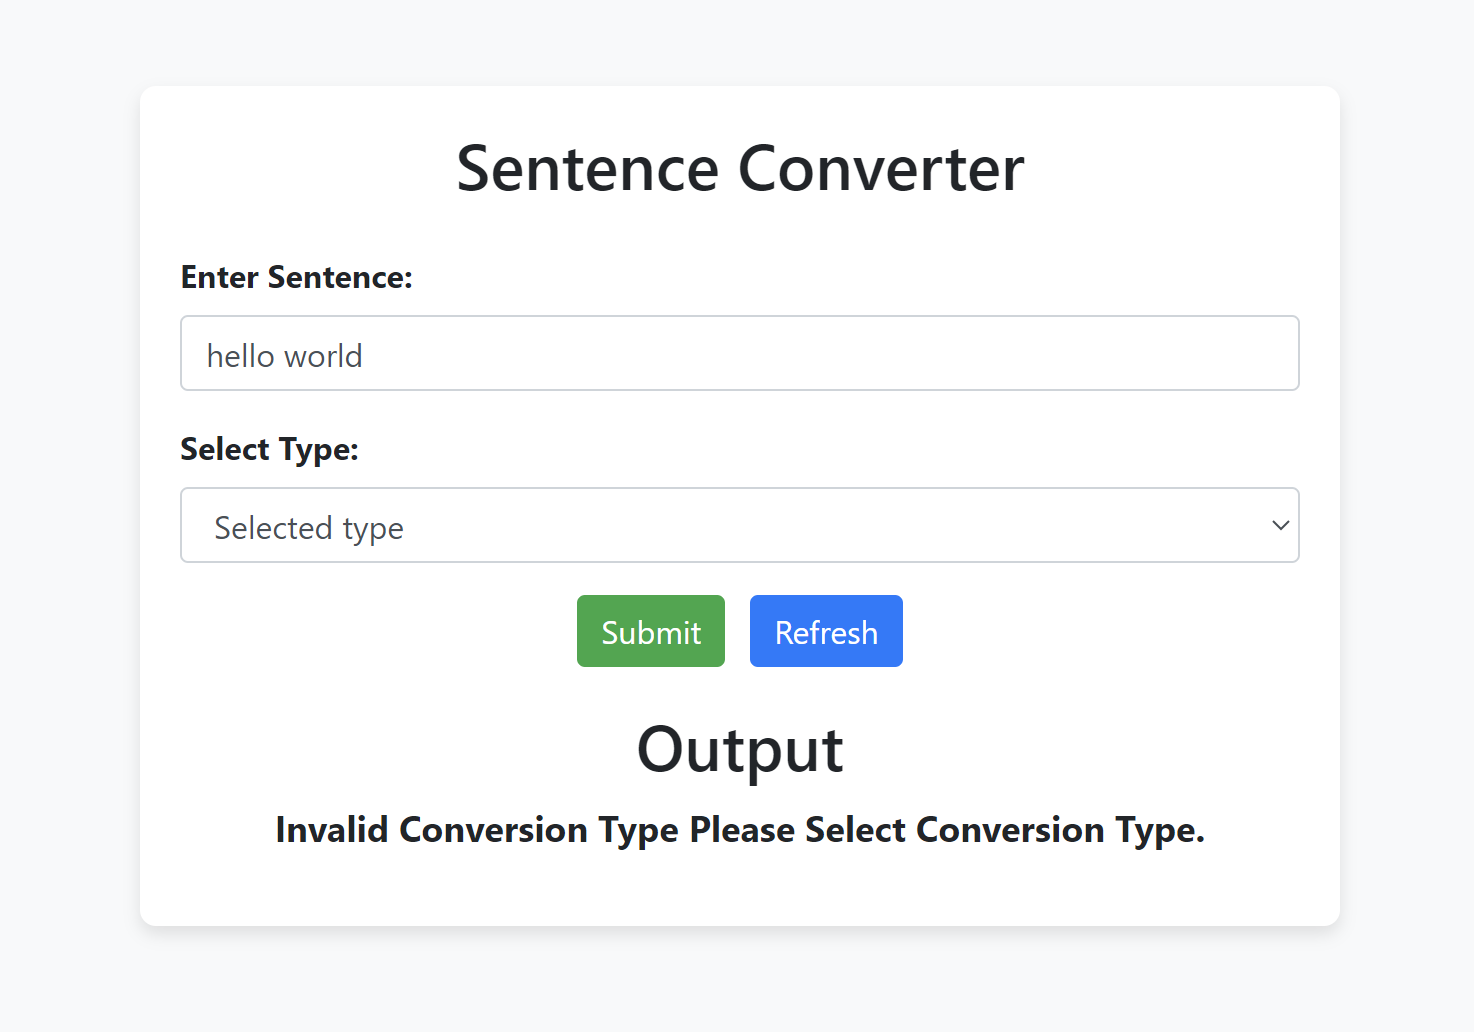 Sentence Converter
Enter Sentence:
hello world
Select Type:
Selected type
Submit Refresh
Output
Invalid Conversion Type Please Select Conversion Type.